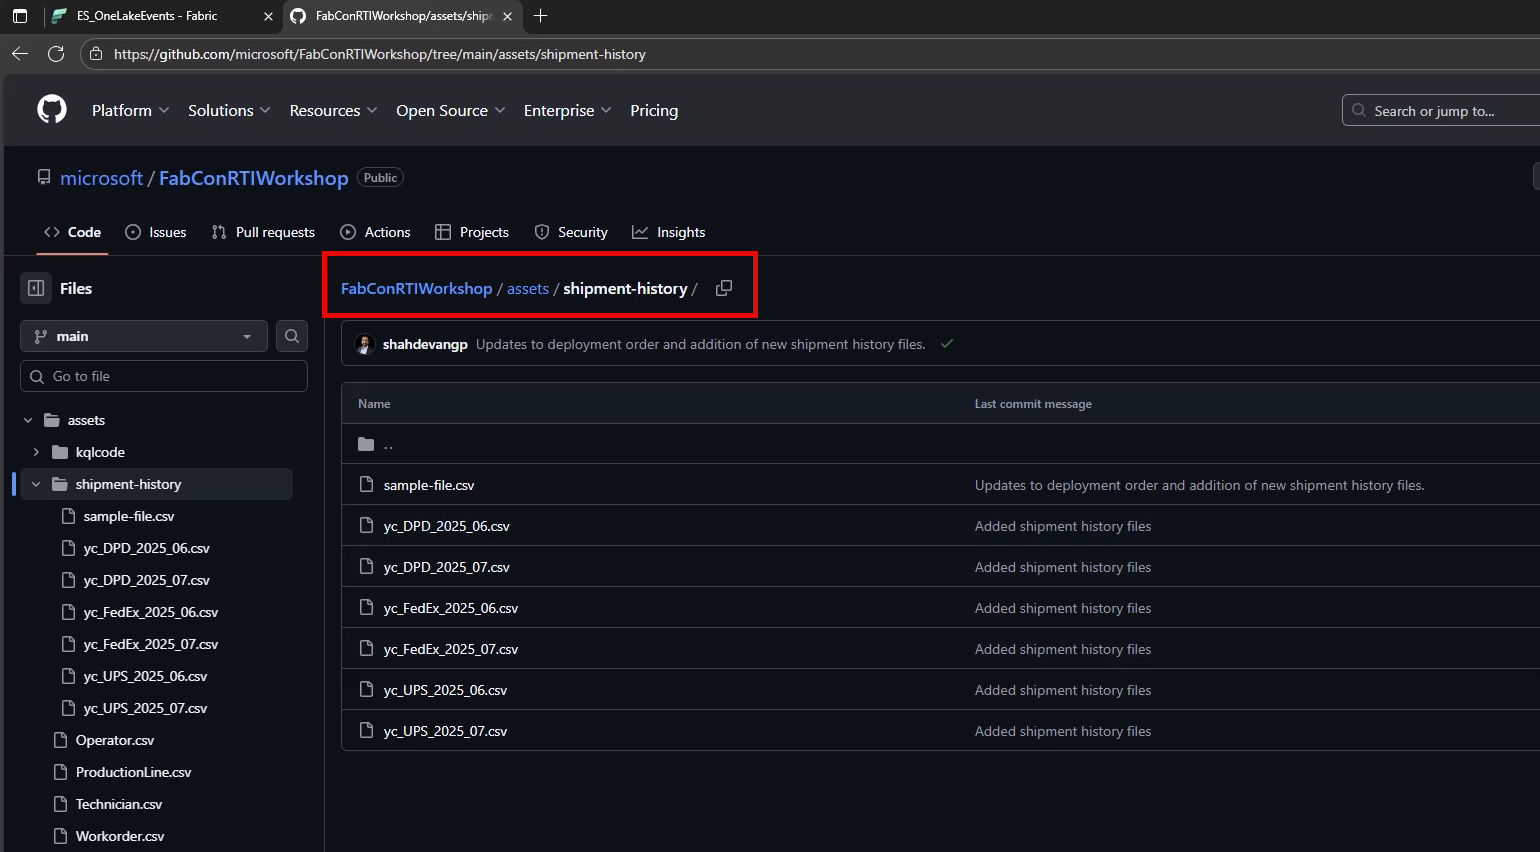 ES_OneLakeEvents - Fabric
FabConRTIWorkshop/assets/shipm
https://github.com/microsoft/FabConRTIWorkshop/tree/main/assets/shipment-history
Platform Solutions Resources Open Source Enterprise Pricing
Search or jump to...
microsoft / FabConRTIWorkshop Public
Code Issues Pull requests Actions Projects Security Insights
Files
main
Go to file
assets
kqlcode
shipment-history
sample-file.csv
yc_DPD_2025_06.csv
yc_DPD_2025_07.csv
yc_FedEx_2025_06.csv
yc_FedEx_2025_07.csv
yc_UPS_2025_06.csv
yc_UPS_2025_07.csv
Operator.csv
ProductionLine.csv
Technician.csv
Workorder.csv
FabConRTIWorkshop / assets / shipment-history /
shahdevangp Updates to deployment order and addition of new shipment history files.
Name Last commit message
..
sample-file.csv Updates to deployment order and addition of new shipment history files.
yc_DPD_2025_06.csv Added shipment history files
yc_DPD_2025_07.csv Added shipment history files
yc_FedEx_2025_06.csv Added shipment history files
yc_FedEx_2025_07.csv Added shipment history files
yc_UPS_2025_06.csv Added shipment history files
yc_UPS_2025_07.csv Added shipment history files